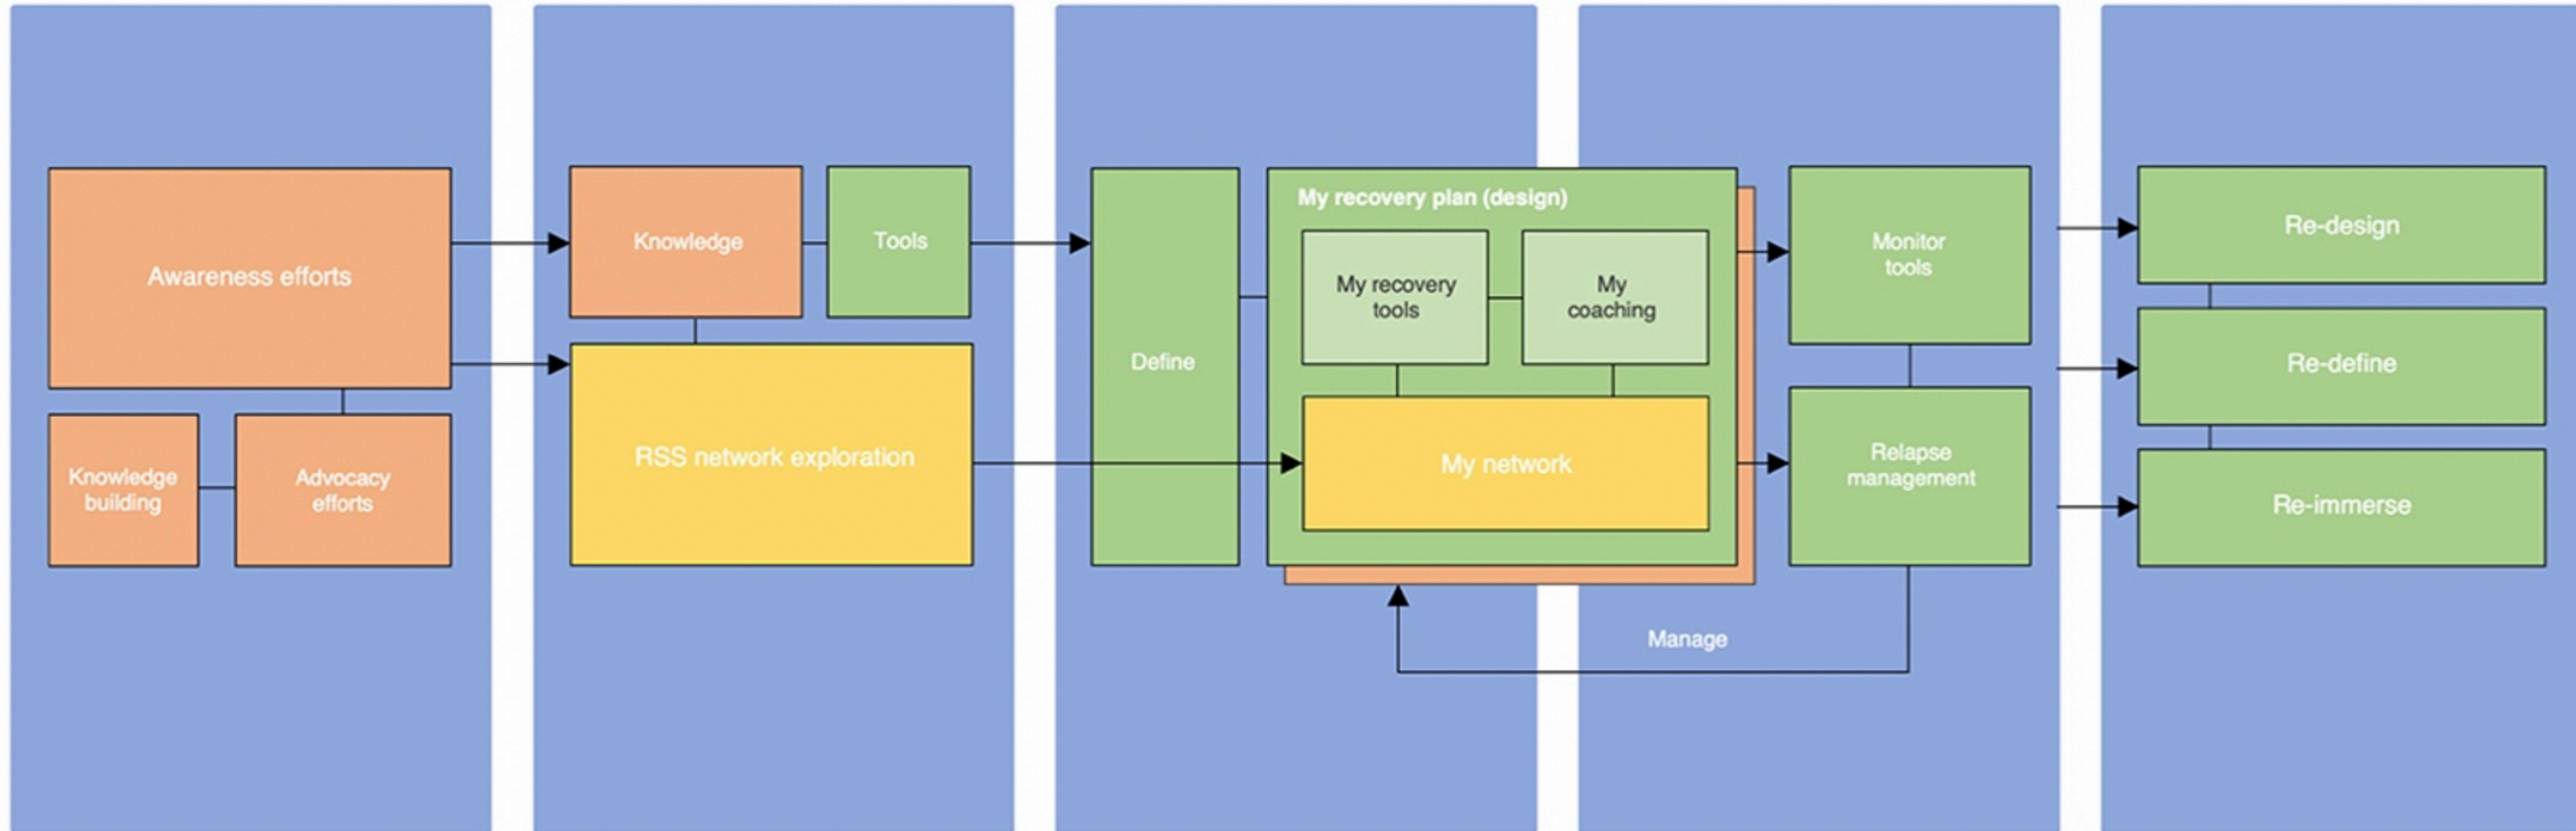 Awareness efforts
Knowledge
building
Advocacy
efforts
Knowledge
Tools
RSS network exploration
Define
My recovery plan (design)
My recovery
tools
My
coaching
My network
Monitor
tools
Relapse
management
Manage
Re-design
Re-define
Re-immerse